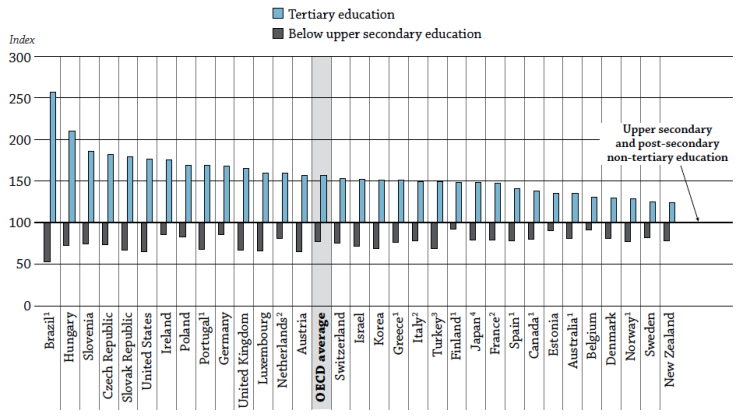 Tertiary education
Below upper secondary education
Index
300
250
200
150
100
50
0
Upper secondary
and post-secondary
non-tertiary education
Brazil¹
Hungary
Slovenia
Czech Republic
Slovak Republic
United States
Ireland
Poland
Portugal¹
Germany
United Kingdom
Luxembourg
Netherlands²
Austria
OECD average
Switzerland
Israel
Korea
Greece¹
Italy²
Turkey³
Finland¹
Japan⁴
France²
Spain¹
Canada¹
Estonia
Australia¹
Belgium
Denmark
Norway¹
Sweden
New Zealand